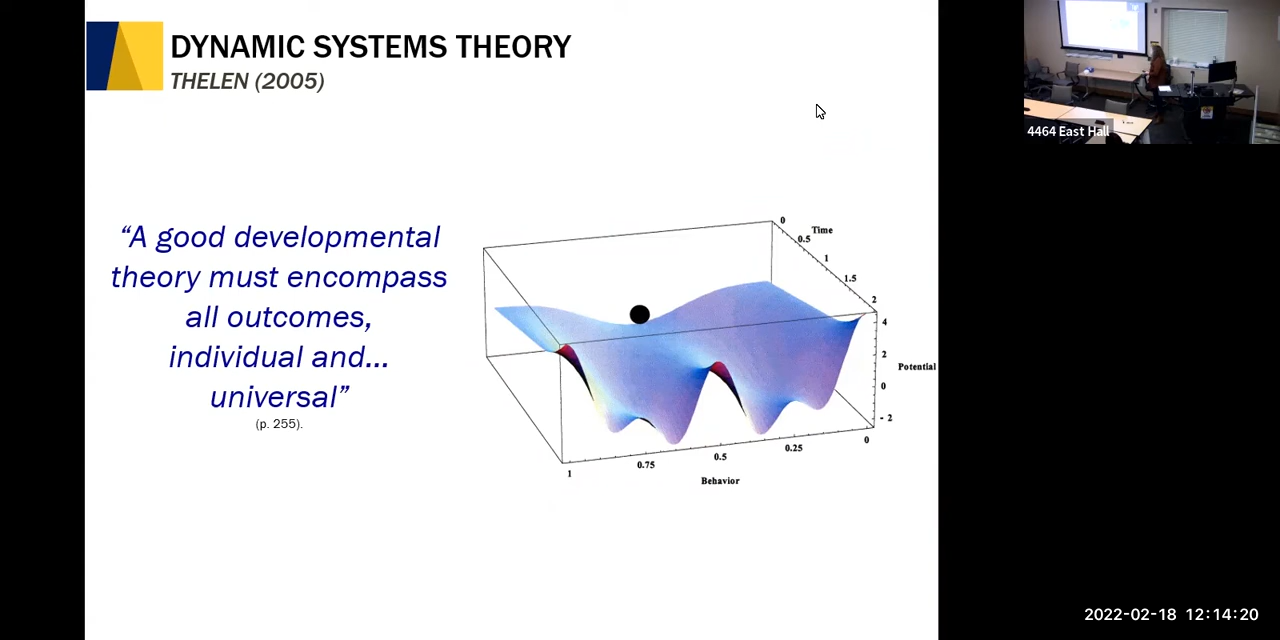 DYNAMIC SYSTEMS THEORY
THELEN (2005)
4464 East Hall
“A good developmental
theory must encompass
all outcomes,
individual and...
universal”
(p. 255).
0
Time
0.5
1
1.5
2
4
2
Potential
0
- 2
0
0.25
0.5
0.75
1
Behavior
2022-02-18 12:14:20